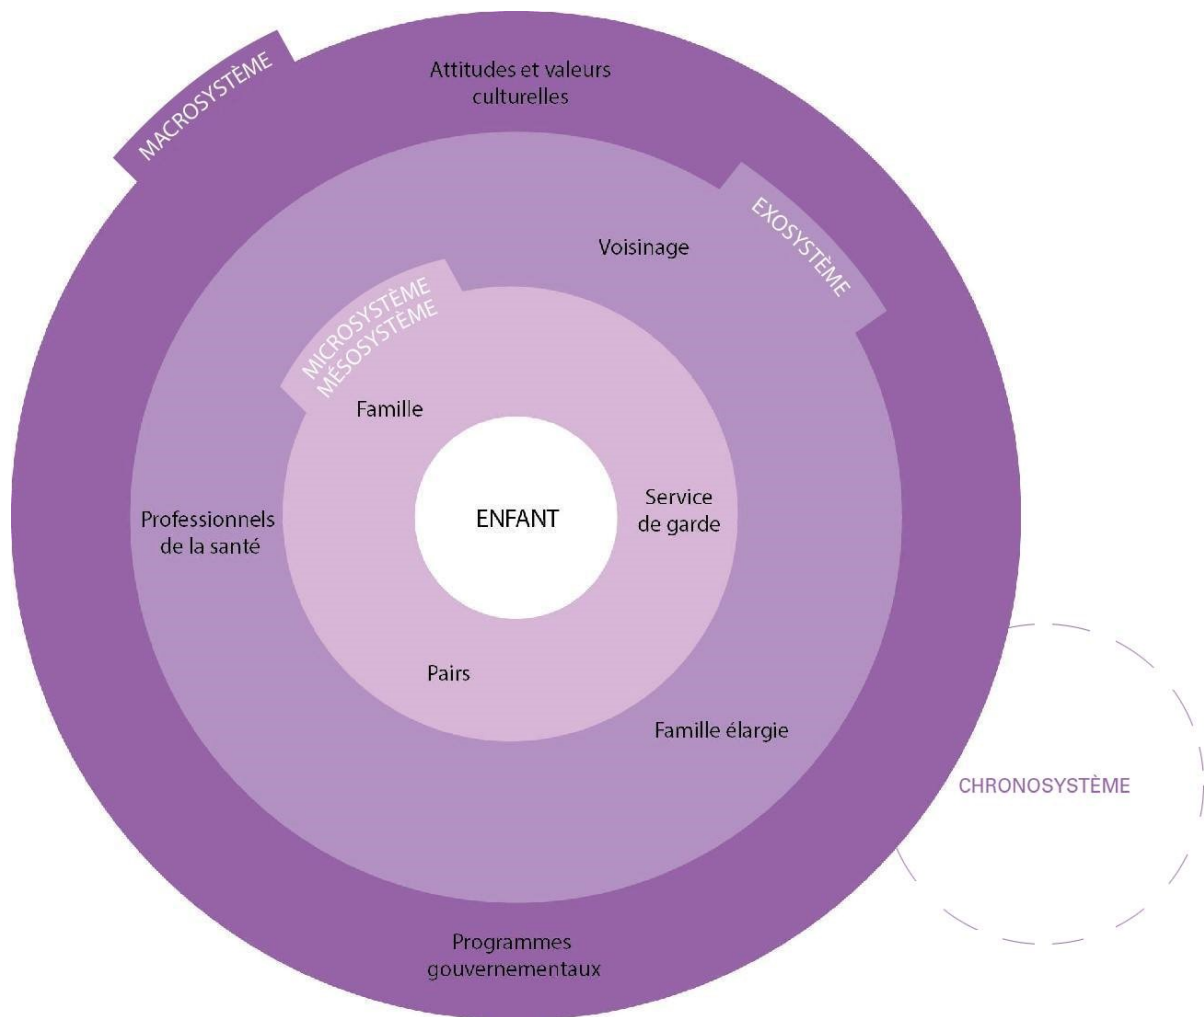 MACROSYSTÈME
Attitudes et valeurs
culturelles
EXOSYSTÈME
Voisinage
MICROSYSTÈME
MÉSOSYSTÈME
Famille
ENFANT
Service
de garde
Professionnels
de la santé
Pairs
Famille élargie
CHRONOSYSTÈME
Programmes
gouvernementaux